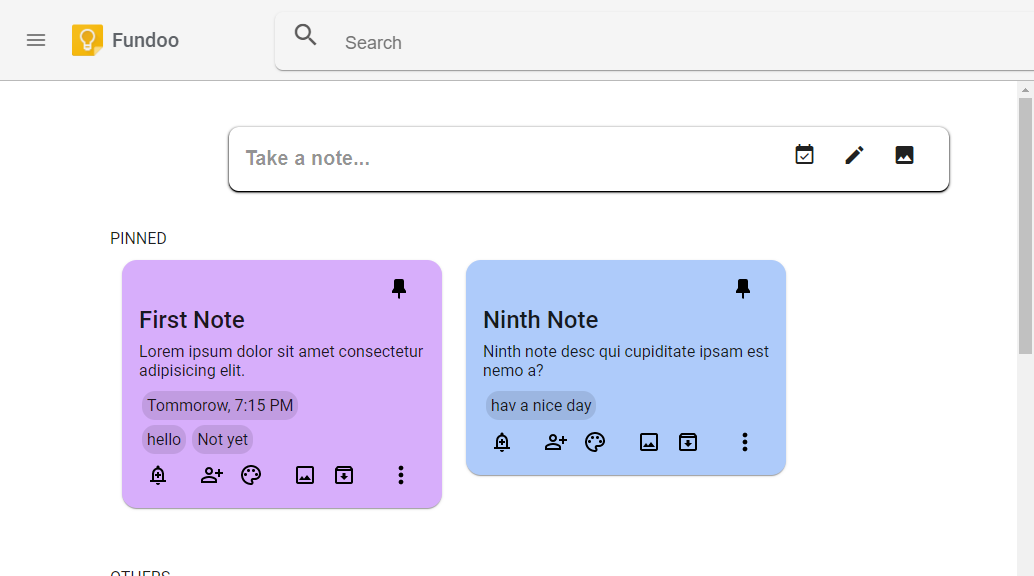 Fundoo
Search
Take a note...
PINNED
First Note
Lorem ipsum dolor sit amet consectetur
adipisicing elit.
Tommorow, 7:15 PM
hello Not yet
Ninth Note
Ninth note desc qui cupiditate ipsam est
nemo a?
hav a nice day
OTHERS